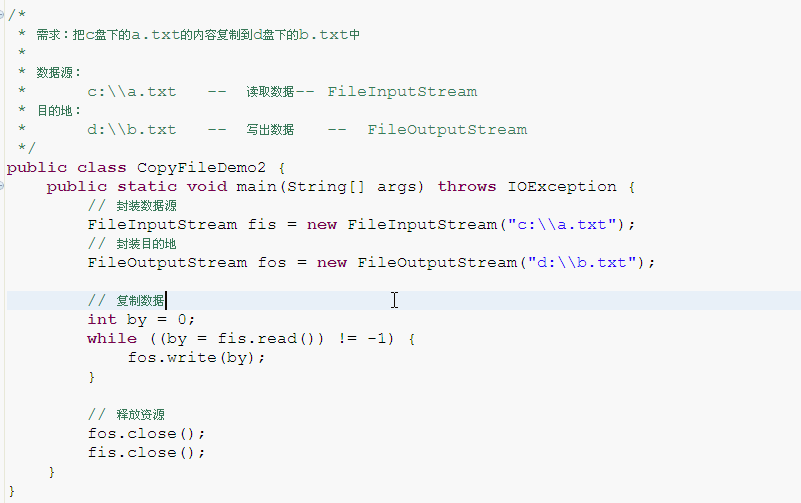 /*
 * 需求：把c盘下的a.txt的内容复制到d盘下的b.txt中
 *
 * 数据源：
 *      c:\\a.txt   --  读取数据-- FileInputStream
 * 目的地：
 *      d:\\b.txt   --  写出数据   --  FileOutputStream
 */
public class CopyFileDemo2 {
    public static void main(String[] args) throws IOException {
        // 封装数据源
        FileInputStream fis = new FileInputStream("c:\\a.txt");
        // 封装目的地
        FileOutputStream fos = new FileOutputStream("d:\\b.txt");

        // 复制数据
        int by = 0;
        while ((by = fis.read()) != -1) {
            fos.write(by);
        }

        // 释放资源
        fos.close();
        fis.close();
    }
}